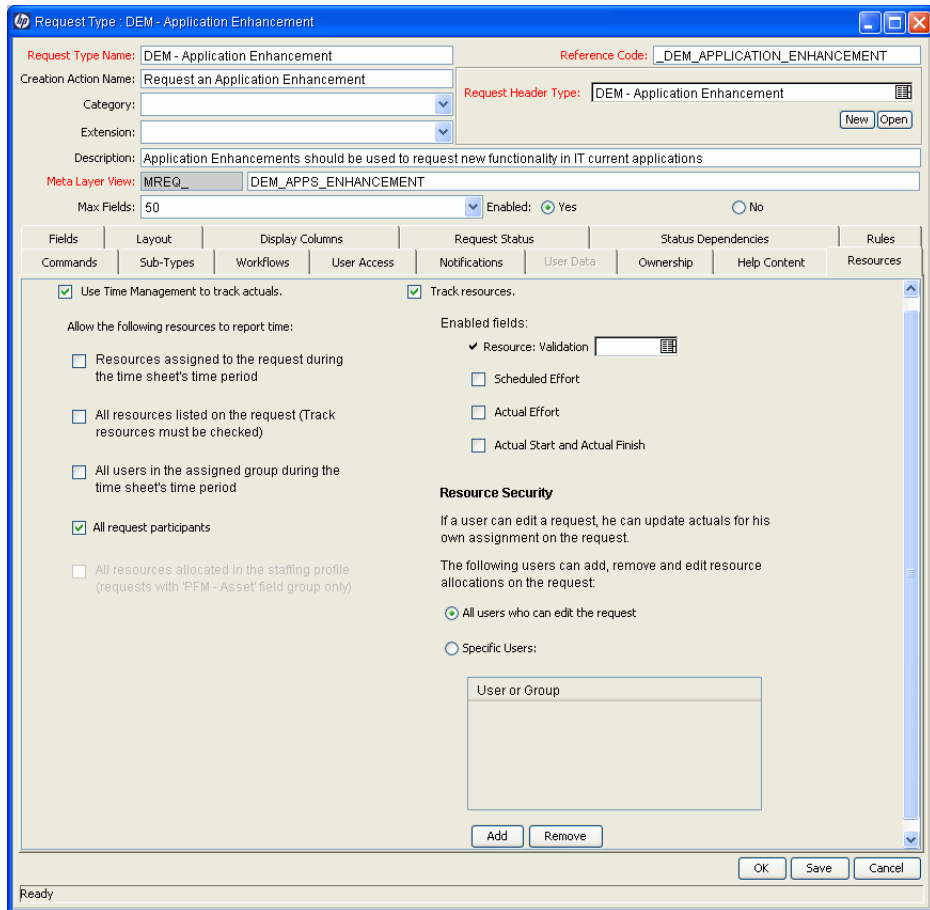 hp Request Type : DEM - Application Enhancement
Request Type Name: DEM - Application Enhancement
Reference Code: _DEM_APPLICATION_ENHANCEMENT
Creation Action Name: Request an Application Enhancement
Request Header Type: DEM - Application Enhancement
Category:
New Open
Extension:
Description: Application Enhancements should be used to request new functionality in IT current applications
Meta Layer View: MREQ_ DEM_APPS_ENHANCEMENT
Max Fields: 50 Enabled: Yes No
Fields Layout Display Columns Request Status Status Dependencies Rules
Commands Sub-Types Workflows User Access Notifications User Data Ownership Help Content Resources
Use Time Management to track actuals.
Allow the following resources to report time:
Resources assigned to the request during
the time sheet's time period
All resources listed on the request (Track
resources must be checked)
All users in the assigned group during the
time sheet's time period
All request participants
All resources allocated in the staffing profile
(requests with 'PFM - Asset' field group only)
Track resources.
Enabled fields:
Resource: Validation
Scheduled Effort
Actual Effort
Actual Start and Actual Finish
Resource Security
If a user can edit a request, he can update actuals for his
own assignment on the request.
The following users can add, remove and edit resource
allocations on the request:
All users who can edit the request
Specific Users:
User or Group
Add Remove
OK Save Cancel
Ready